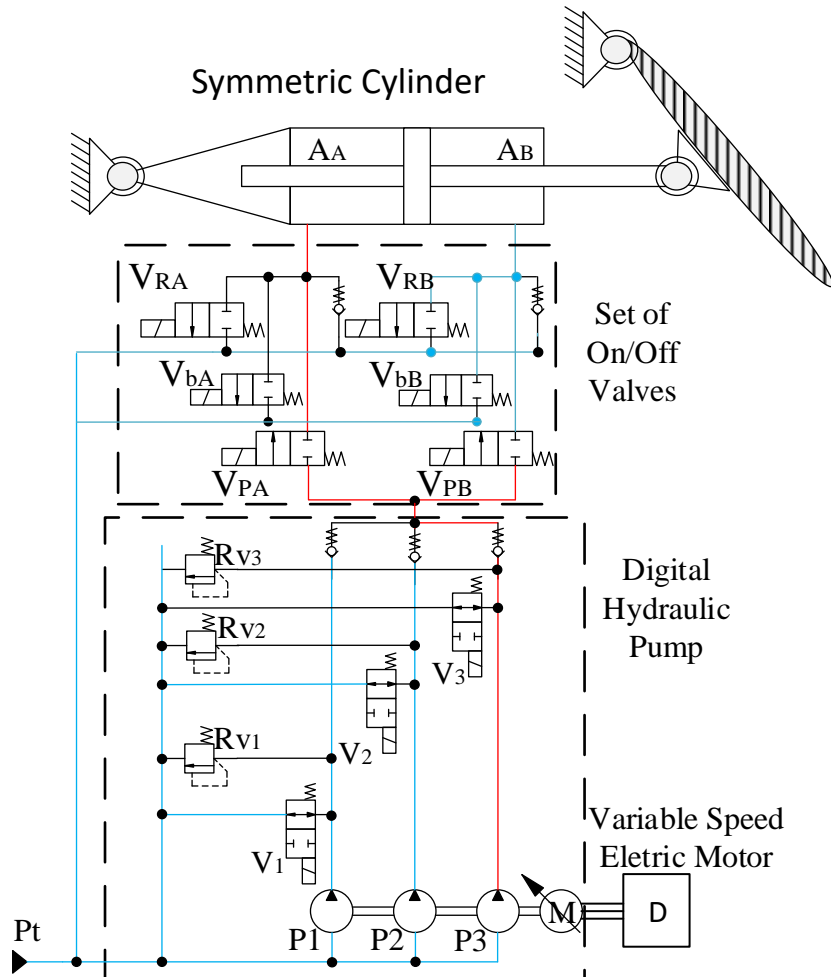 Symmetric Cylinder
AA
AB
VRA
VRB
Set of
On/Off
Valves
VbA
VbB
VPA
VPB
Rv3
Digital
Hydraulic
Pump
Rv2
V3
Rv1
V2
Variable Speed
Eletric Motor
V1
M
D
Pt
P1
P2
P3